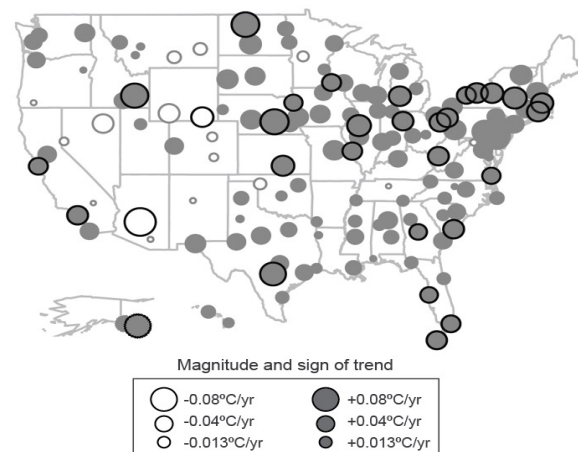 Magnitude and sign of trend
-0.08ºC/yr +0.08ºC/yr
-0.04ºC/yr +0.04ºC/yr
-0.013ºC/yr +0.013ºC/yr